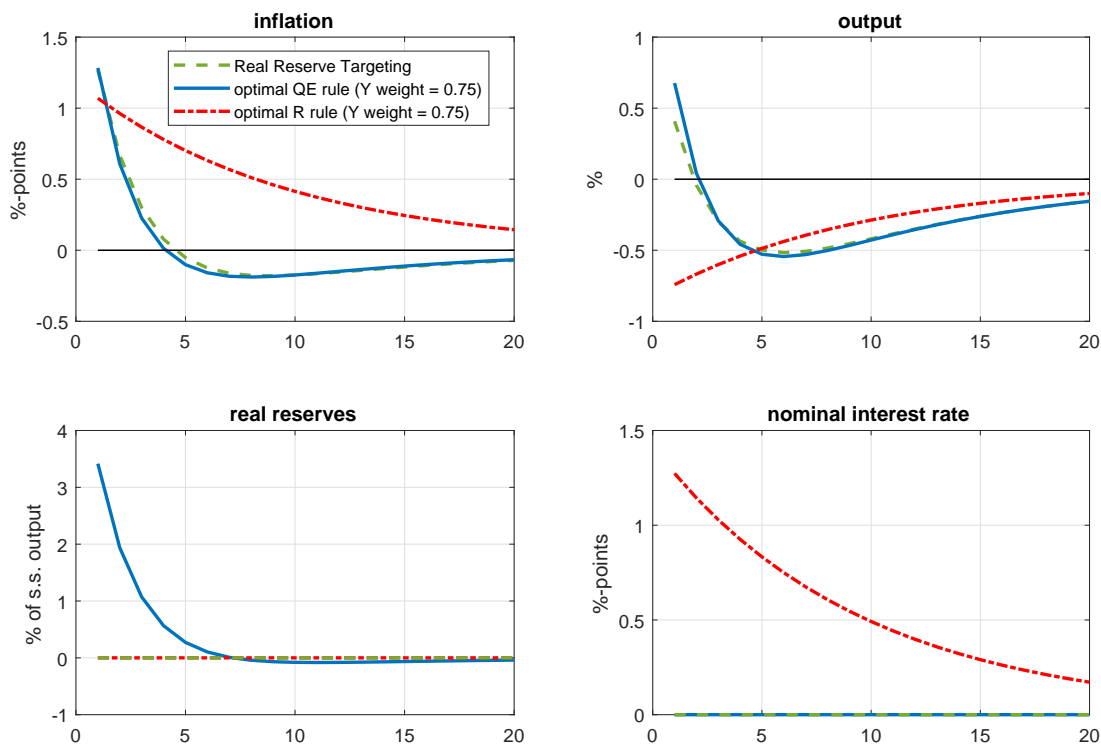 inflation
1.5
1
0.5
0
-0.5
%-points
0 5 10 15 20
Real Reserve Targeting
optimal QE rule (Y weight = 0.75)
optimal R rule (Y weight = 0.75)
output
1
0.5
0
-0.5
-1
%
0 5 10 15 20
real reserves
4
3
2
1
0
-1
% of s.s. output
0 5 10 15 20
nominal interest rate
1.5
1
0.5
0
%-points
0 5 10 15 20